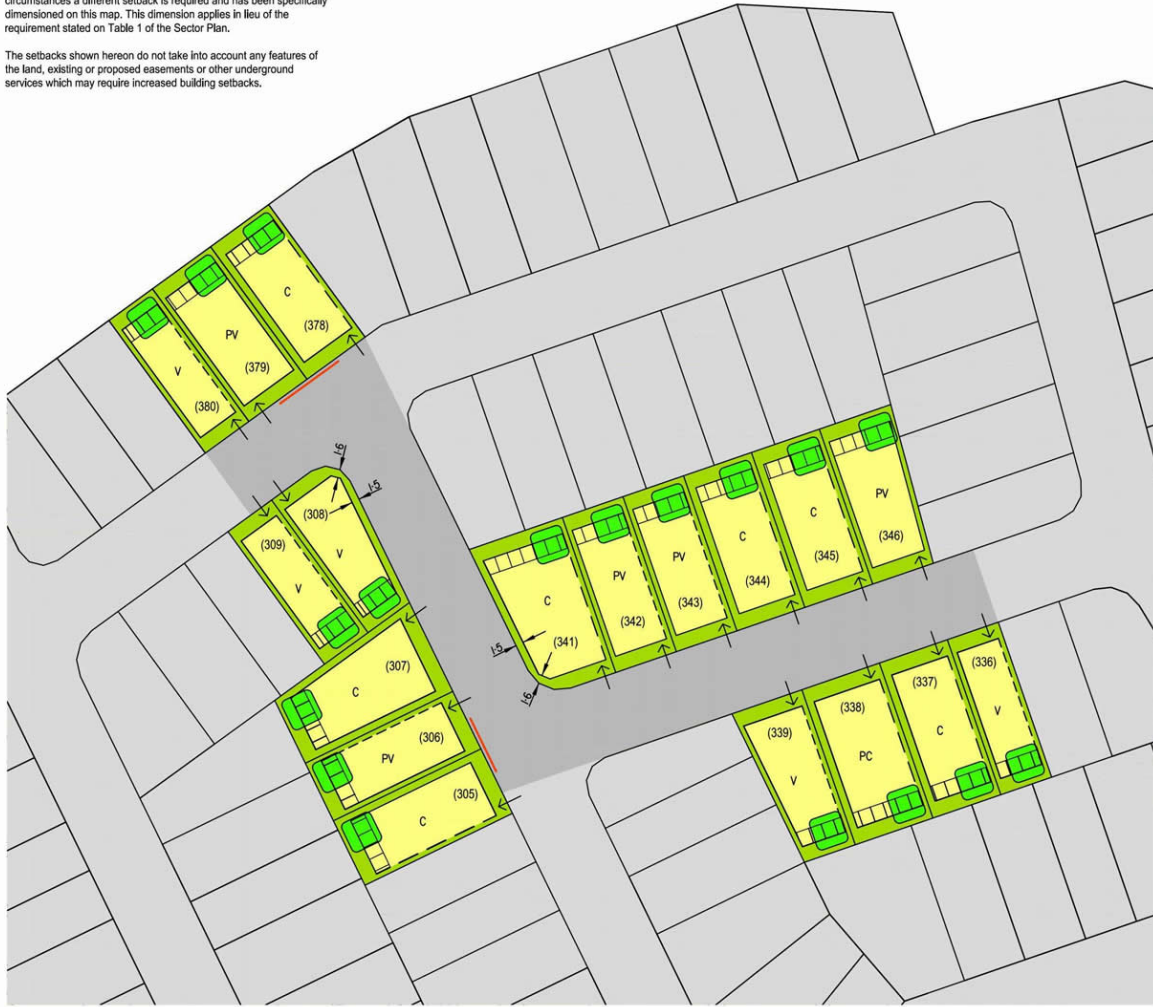 circumstances a different setback is required and has been specifically
dimensioned on this map. This dimension applies in lieu of the
requirement stated on Table 1 of the Sector Plan.
The setbacks shown hereon do not take into account any features of
the land, existing or proposed easements or other underground
services which may require increased building setbacks.
C
(378)
PV
(379)
V
(380)
1·6
1·5
(308)
V
(309)
V
(307)
C
(306)
PV
(305)
C
C
(341)
1·5
1·6
PV
(342)
PV
(343)
C
(344)
C
(345)
PV
(346)
(339)
V
(338)
PC
(337)
C
(336)
V